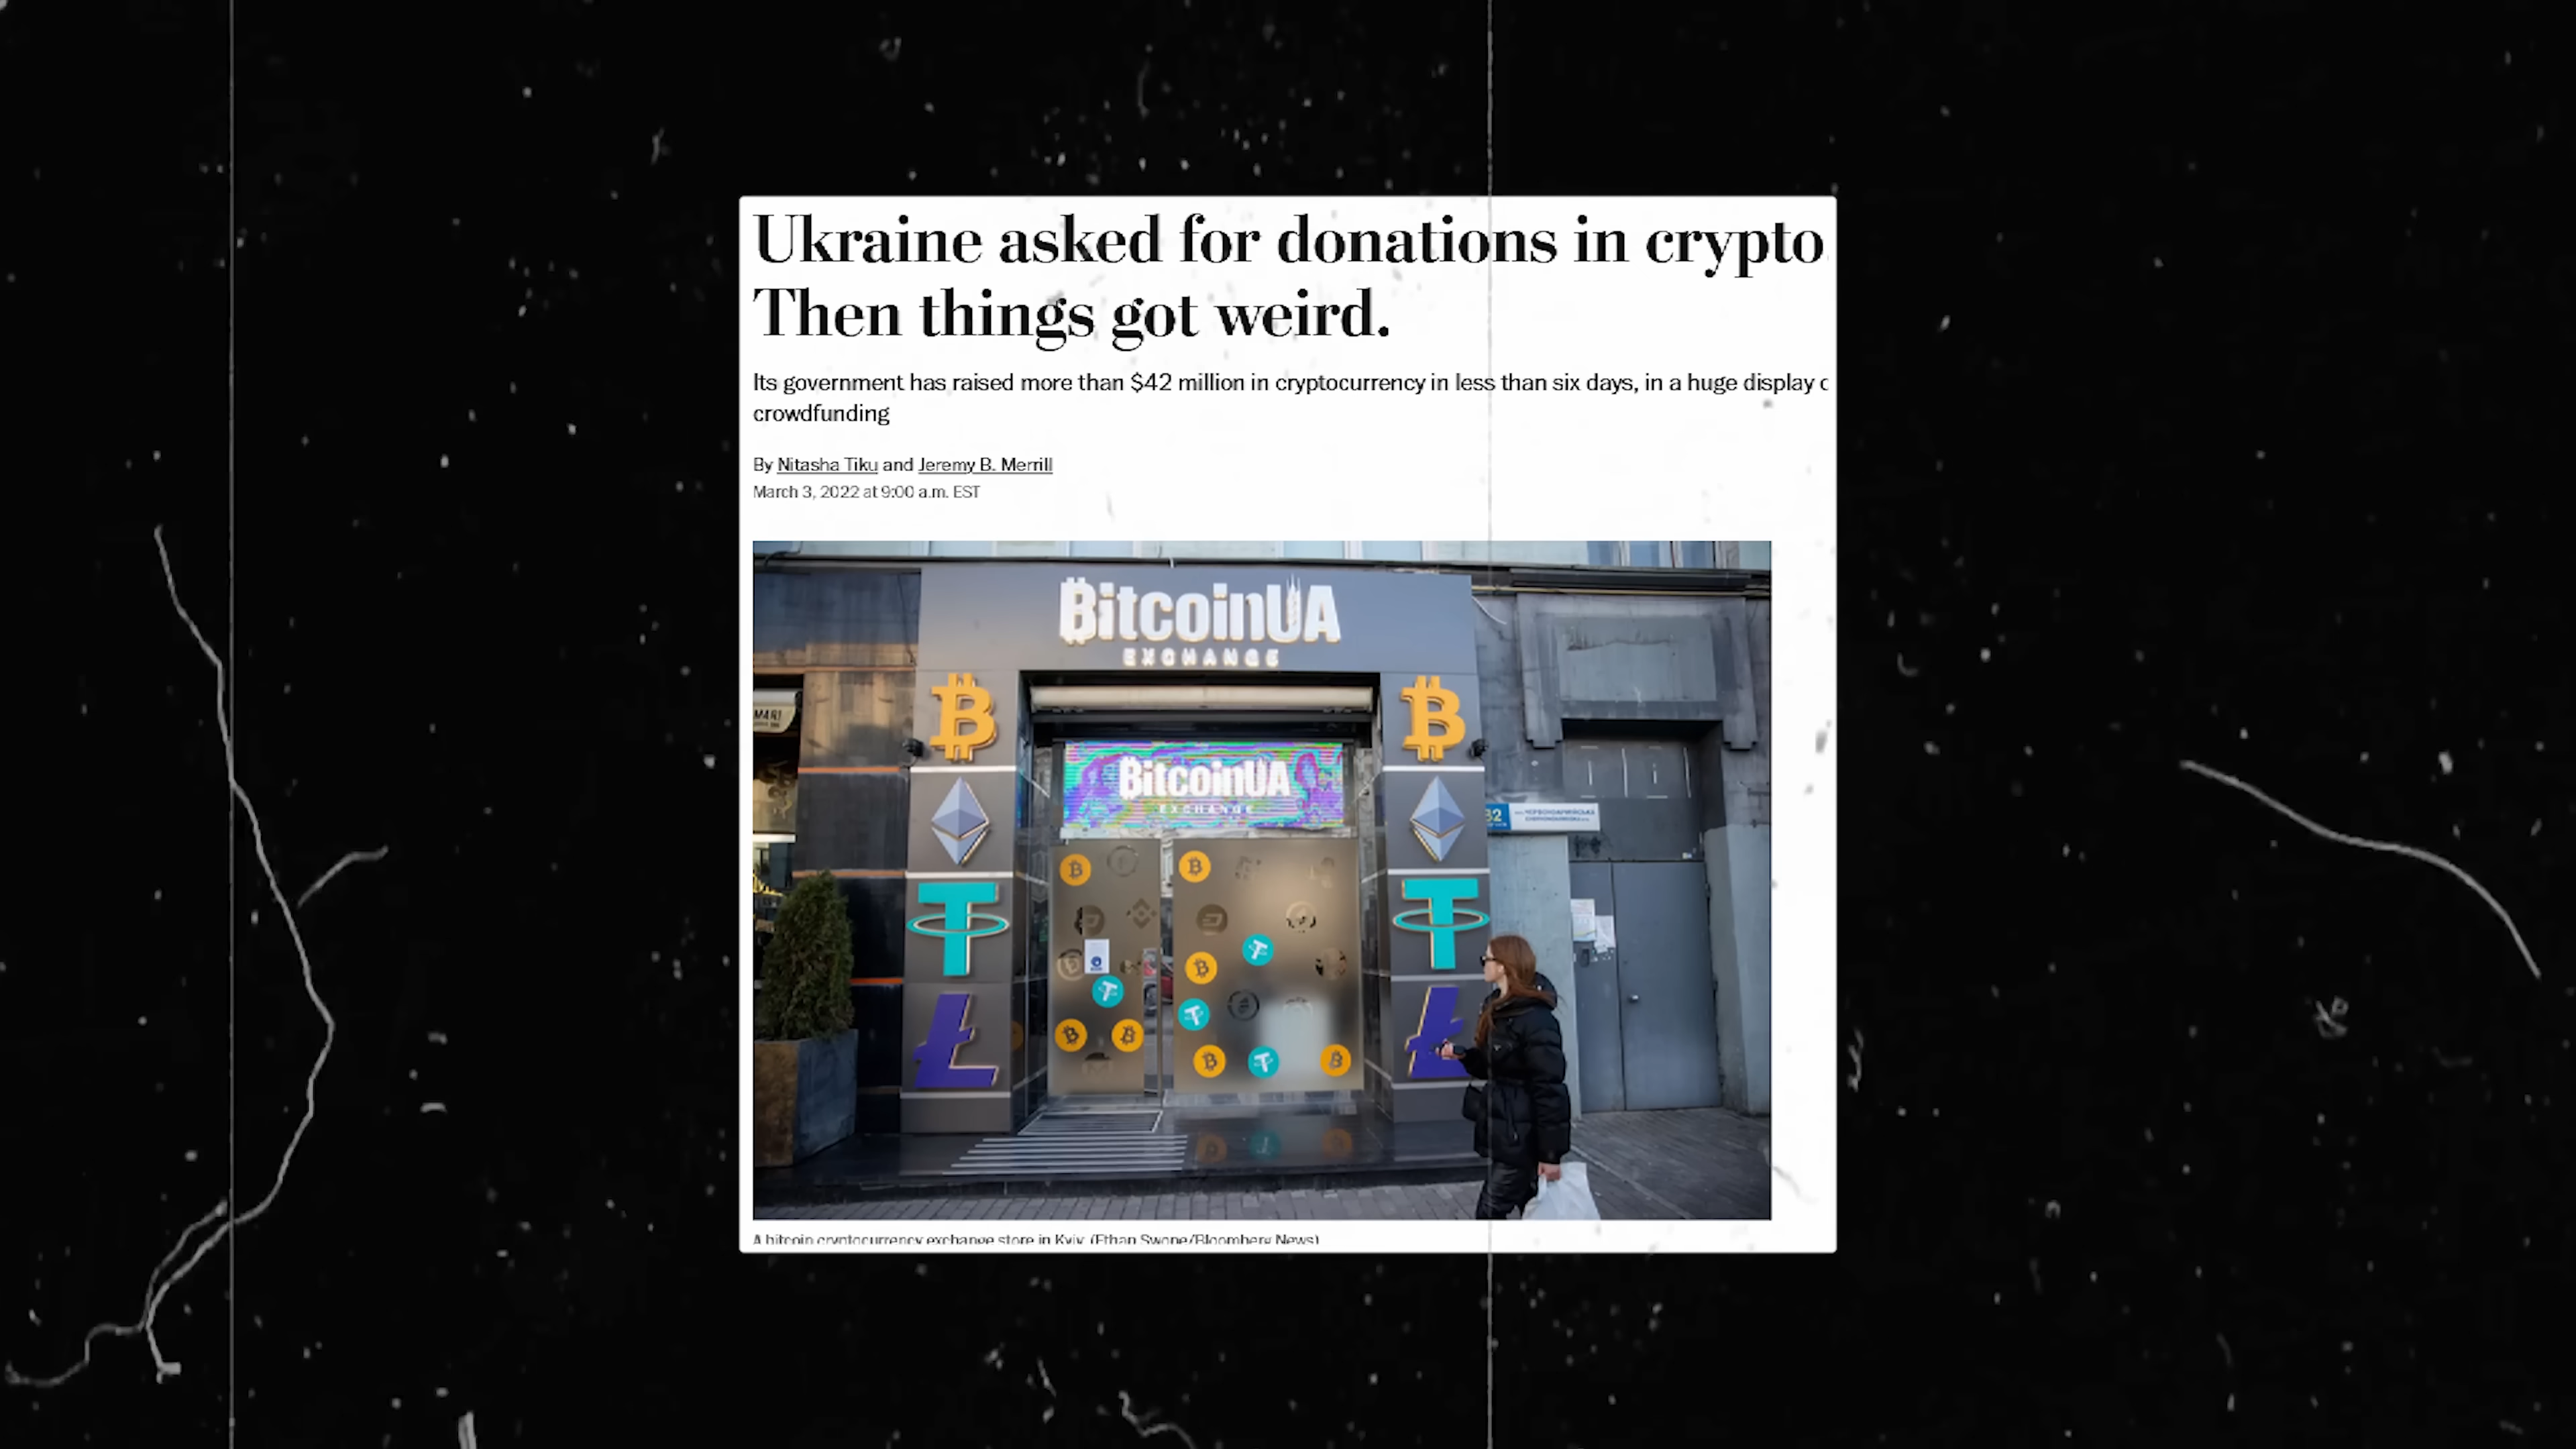 Ukraine asked for donations in crypto
Then things got weird.
Its government has raised more than $42 million in cryptocurrency in less than six days, in a huge display
crowdfunding
By Nitasha Tiku and Jeremy B. Merrill
March 3, 2022 at 9:00 a.m. EST
BitcoinUA
EXCHANGE
BitcoinUA
EXCHANGE
32
A bitcoin cryptocurrency exchange store in Kyiv. (Ethan Swope/Bloomberg News)